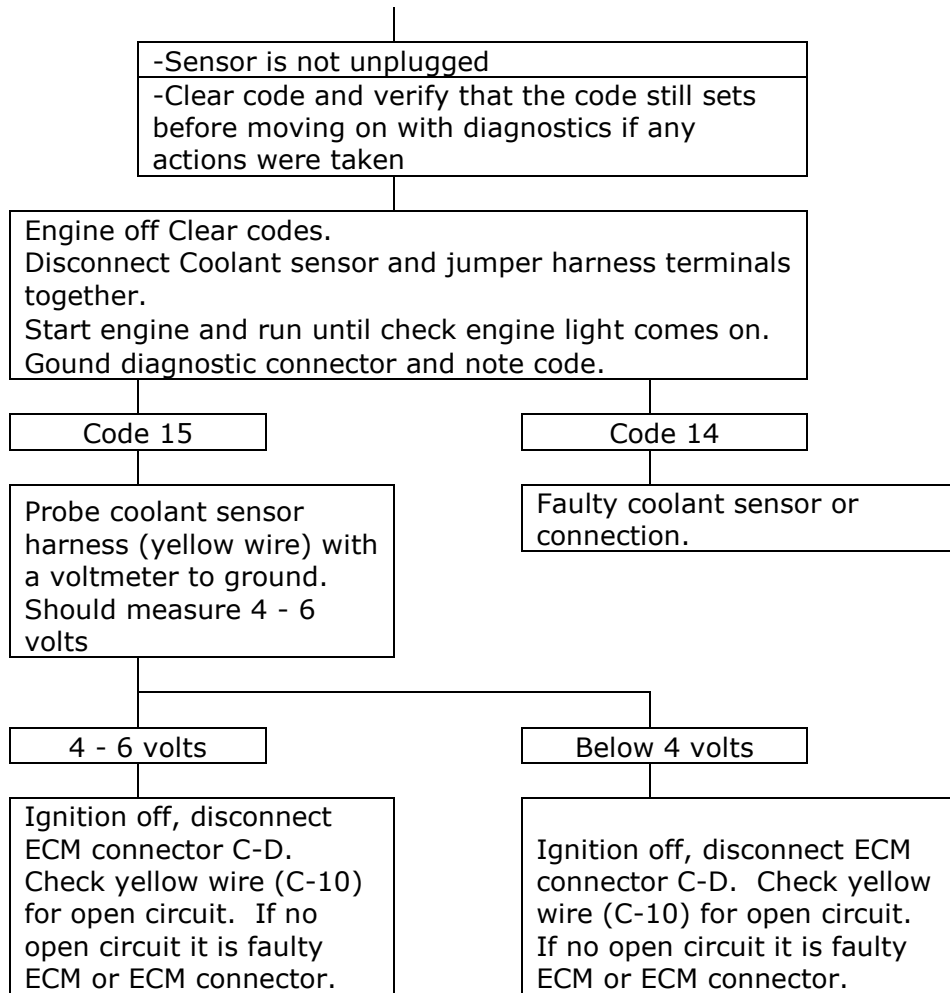 -Sensor is not unplugged
-Clear code and verify that the code still sets
before moving on with diagnostics if any
actions were taken
Engine off Clear codes.
Disconnect Coolant sensor and jumper harness terminals
together.
Start engine and run until check engine light comes on.
Gound diagnostic connector and note code.
Code 15
Code 14
Probe coolant sensor
harness (yellow wire) with
a voltmeter to ground.
Should measure 4 - 6
volts
Faulty coolant sensor or
connection.
4 - 6 volts
Below 4 volts
Ignition off, disconnect
ECM connector C-D.
Check yellow wire (C-10)
for open circuit.  If no
open circuit it is faulty
ECM or ECM connector.
Ignition off, disconnect ECM
connector C-D.  Check yellow
wire (C-10) for open circuit.
If no open circuit it is faulty
ECM or ECM connector.